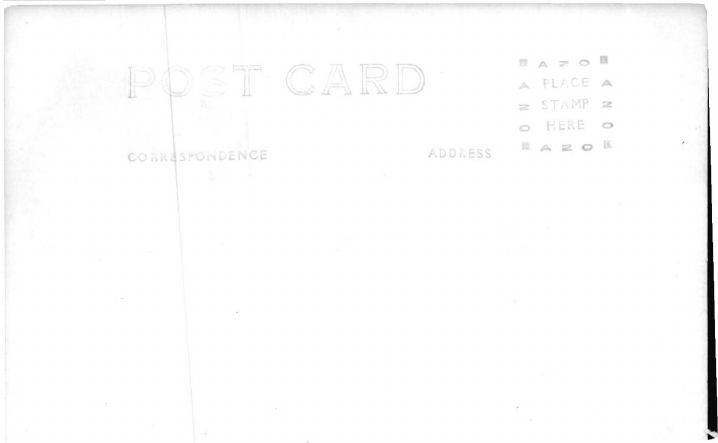 POST CARD
AZO
A PLACE A
Z STAMP Z
O HERE O
AZO
CORRESPONDENCE
ADDRESS